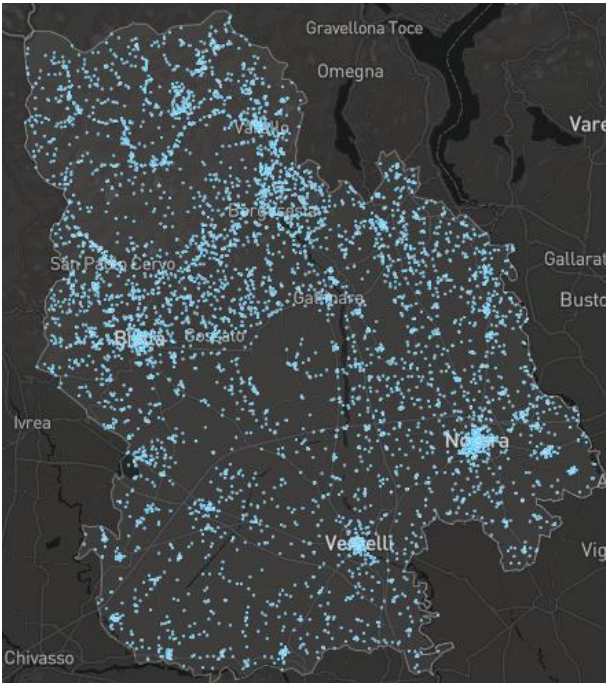 Gravellona Toce
Omegna
Vare
Varallo
Borgosesia
San Paolo Cervo
Gallarat
Gattinara
Busto
Biella
Cossato
Ivrea
Novara
A
Vercelli
Vig
Chivasso